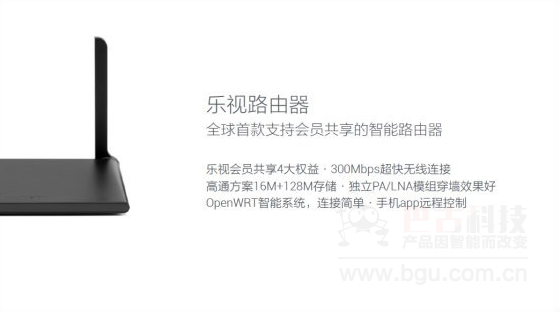 乐视路由器
全球首款支持会员共享的智能路由器
乐视会员共享4大权益·300Mbps超快无线连接
高通方案16M+128M存储·独立PA/LNA模组穿墙效果好
OpenWRT智能系统，连接简单·手机app远程控制
巴古科技
产品因智能而改变
www.bgu.com.cn